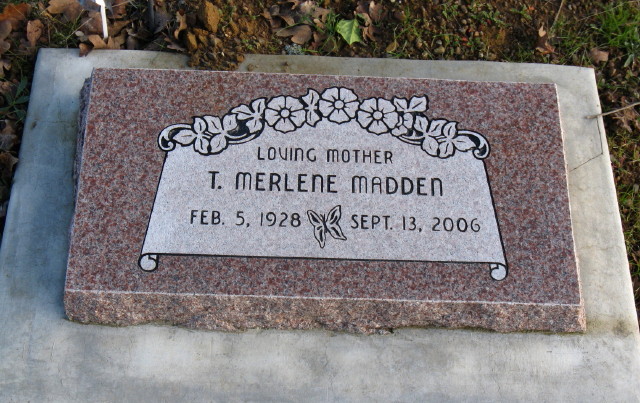 LOVING MOTHER
T. MERLENE MADDEN
FEB. 5, 1928 SEPT. 13, 2006